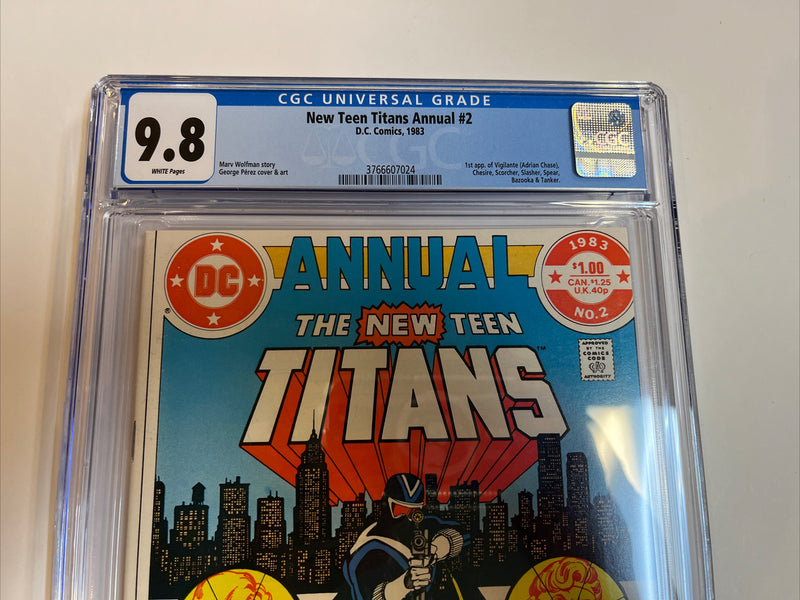 CGC UNIVERSAL GRADE
9.8
WHITE Pages
New Teen Titans Annual #2
D.C. Comics, 1983
Marv Wolfman story
George Pérez cover & art
3766607024
1st app. of Vigilante (Adrian Chase),
Chesire, Scorcher, Slasher, Spear,
Bazooka & Tanker.
CGC
CGC
DC
®
ANNUAL
1983
$1.00
CAN. $1.25
U.K. 40p
NO. 2
THE NEW TEEN
TITANS™
APPROVED
BY THE
COMICS
CODE
AUTHORITY